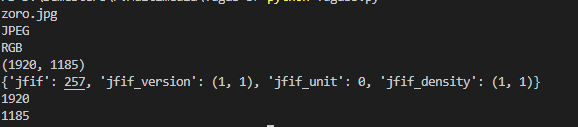 zoro.jpg
JPEG
RGB
(1920, 1185)
{'jfif': 257, 'jfif_version': (1, 1), 'jfif_unit': 0, 'jfif_density': (1, 1)}
1920
1185